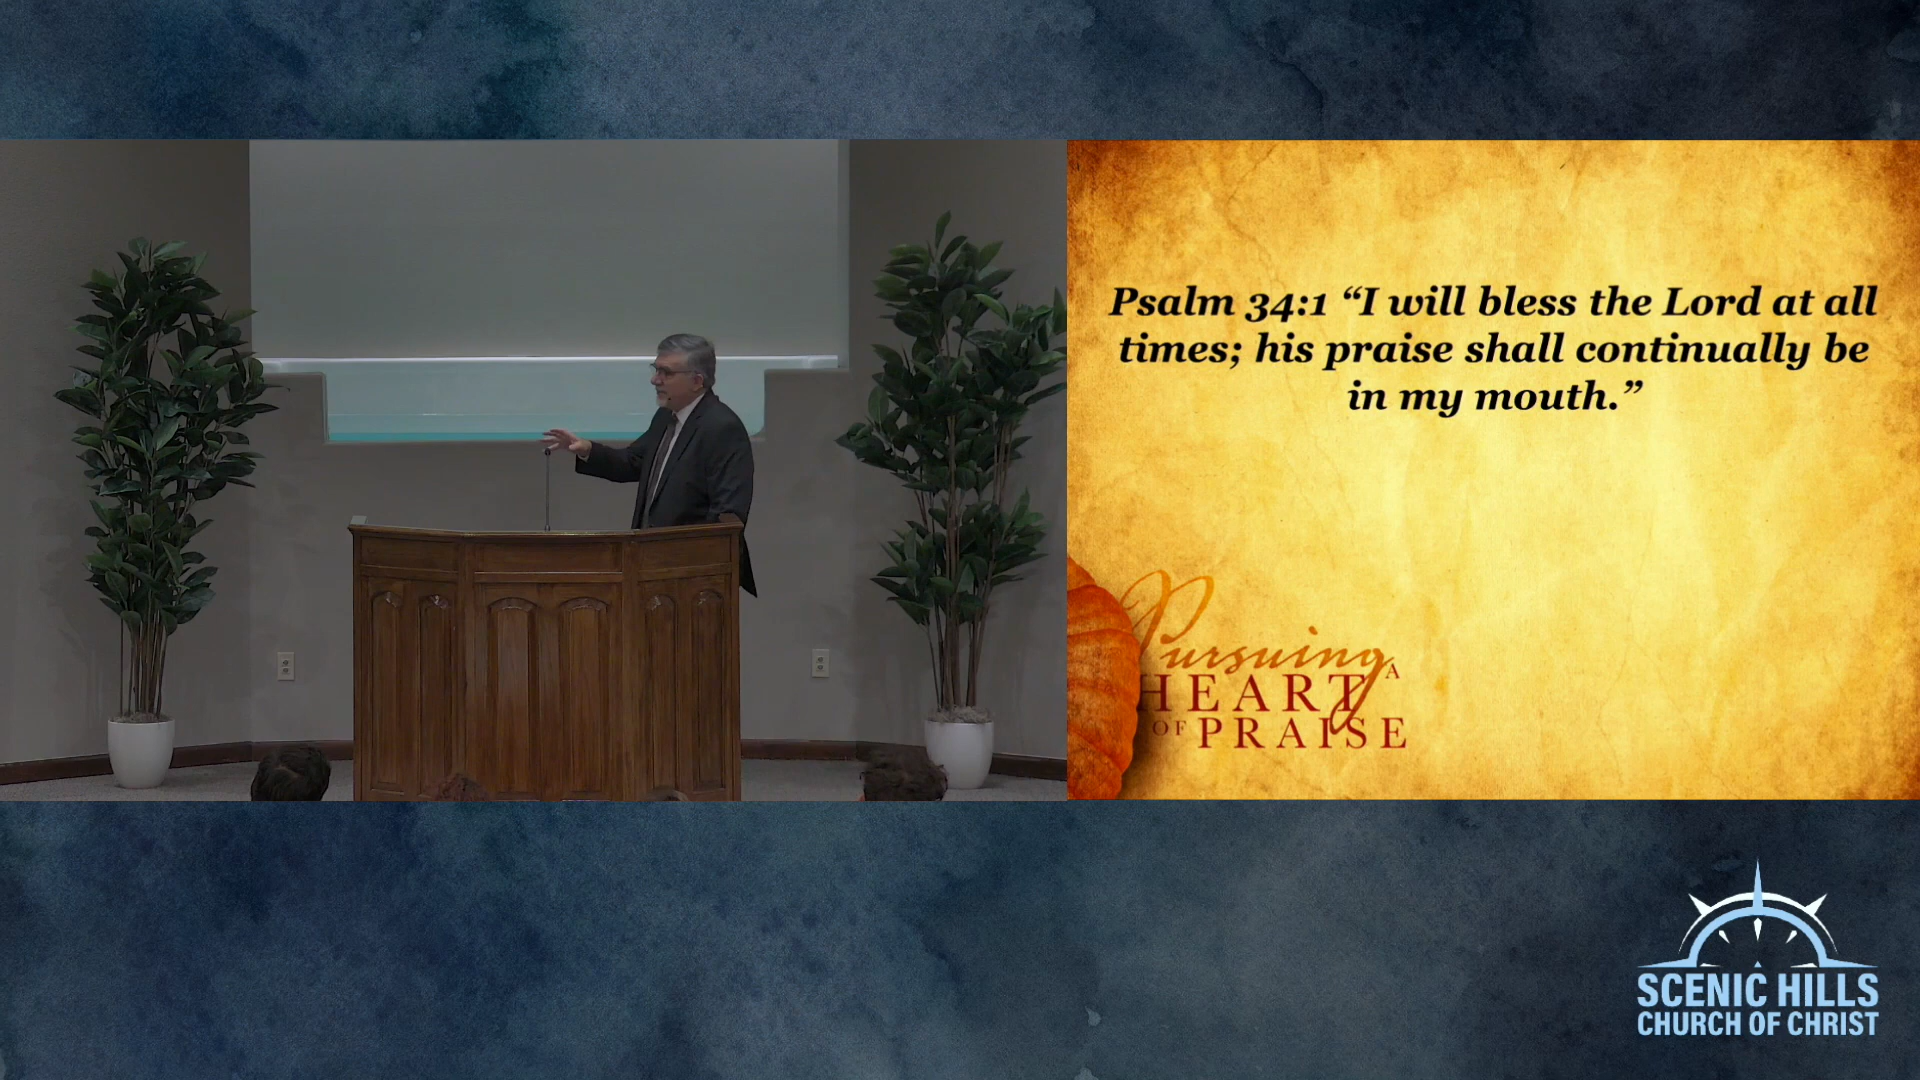 Psalm 34:1 “I will bless the Lord at all
times; his praise shall continually be
in my mouth.”
Pursuing A
HEART
OF PRAISE
SCENIC HILLS
CHURCH OF CHRIST